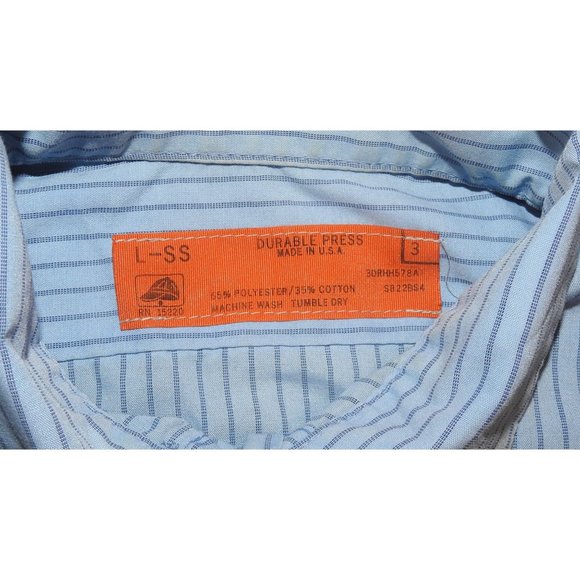 L-SS
DURABLE PRESS
MADE IN U.S.A.
3
30RHH578A
65% POLYESTER/35% COTTON
SB22BS4
RN 15320
MACHINE WASH TUMBLE DRY